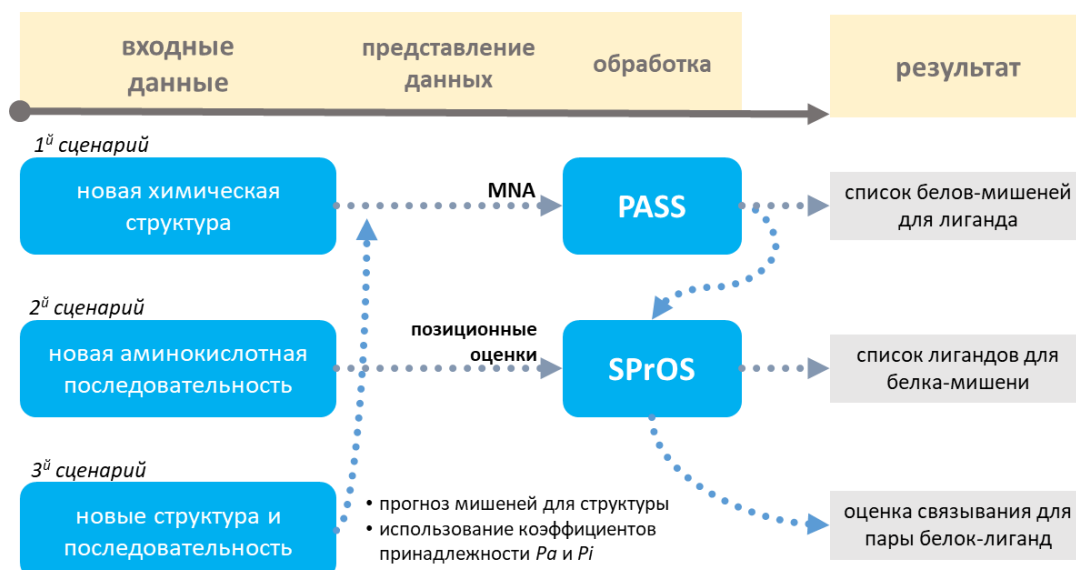 входные
данные
представление
данных
обработка
результат
1й сценарий
новая химическая
структура
MNA
PASS
список белов-мишеней
для лиганда
2й сценарий
новая аминокислотная
последовательность
позиционные
оценки
SPrOS
список лигандов для
белка-мишени
3й сценарий
новые структура и
последовательность
• прогноз мишеней для структуры
• использование коэффициентов
принадлежности Pa и Pi
оценка связывания для
пары белок-лиганд